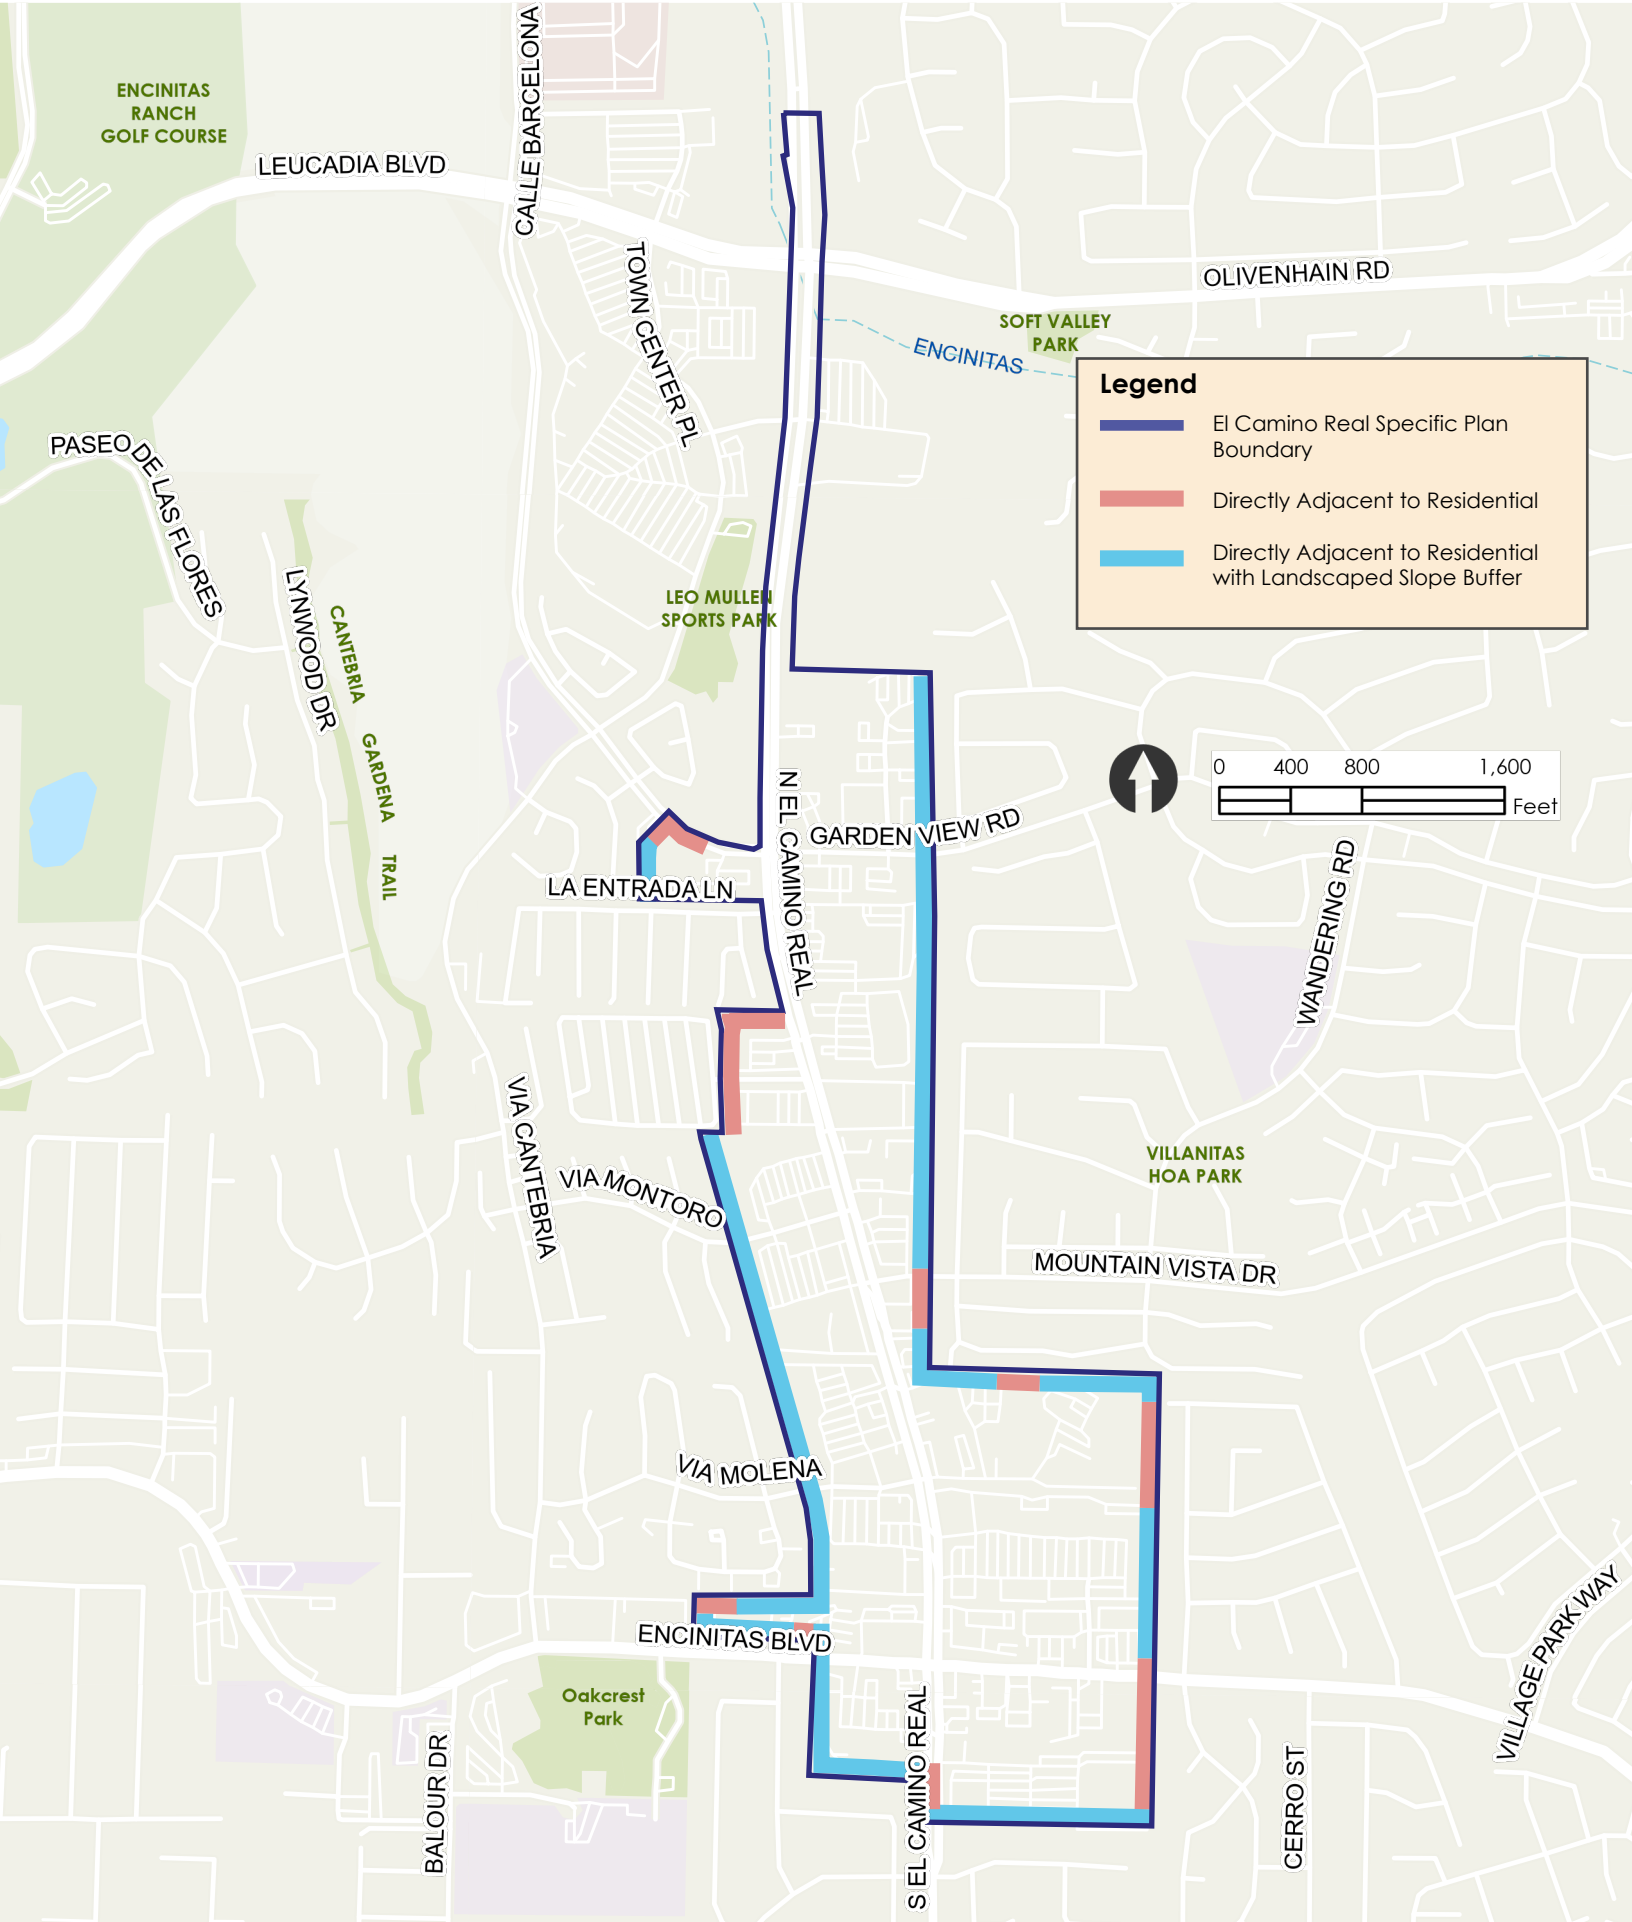 CALLE BARCELONA
ENCINITAS
RANCH
GOLF COURSE
LEUCADIA BLVD
TOWN CENTER PL
OLIVENHAIN RD
SOFT VALLEY
PARK
ENCINITAS
Legend
El Camino Real Specific Plan
Boundary
Directly Adjacent to Residential
Directly Adjacent to Residential
with Landscaped Slope Buffer
PASEO DE LAS FLORES
LYNWOOD DR
CANTEBRIA GARDENA TRAIL
LEO MULLEN
SPORTS PARK
0 400 800 1,600
Feet
N EL CAMINO REAL
GARDEN VIEW RD
LA ENTRADA LN
WANDERING RD
VIA CANTEBRIA
VIA MONTORO
VILLANITAS
HOA PARK
MOUNTAIN VISTA DR
VIA MOLENA
ENCINITAS BLVD
VILLAGE PARK WAY
Oakcrest
Park
BALOUR DR
S EL CAMINO REAL
CERRO ST